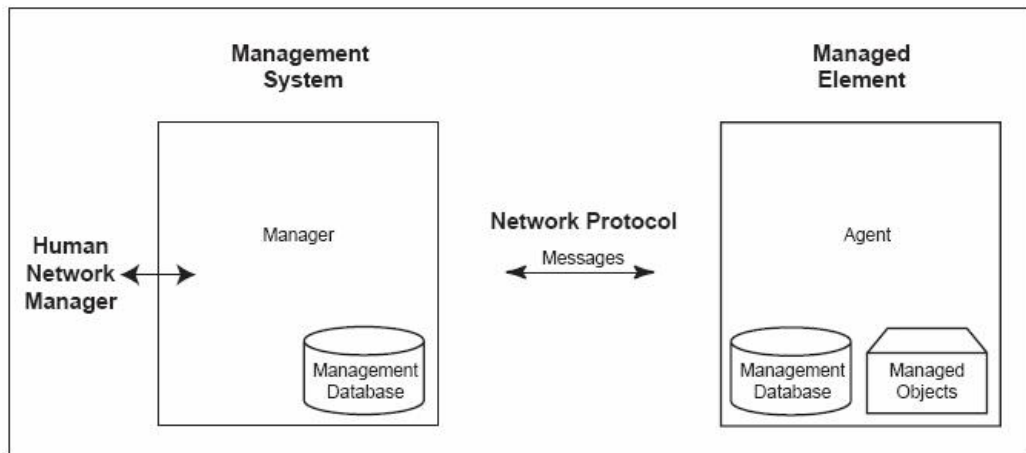 Management
System
Managed
Element
Human
Network
Manager
Manager
Management
Database
Network Protocol
Messages
Agent
Management
Database
Managed
Objects